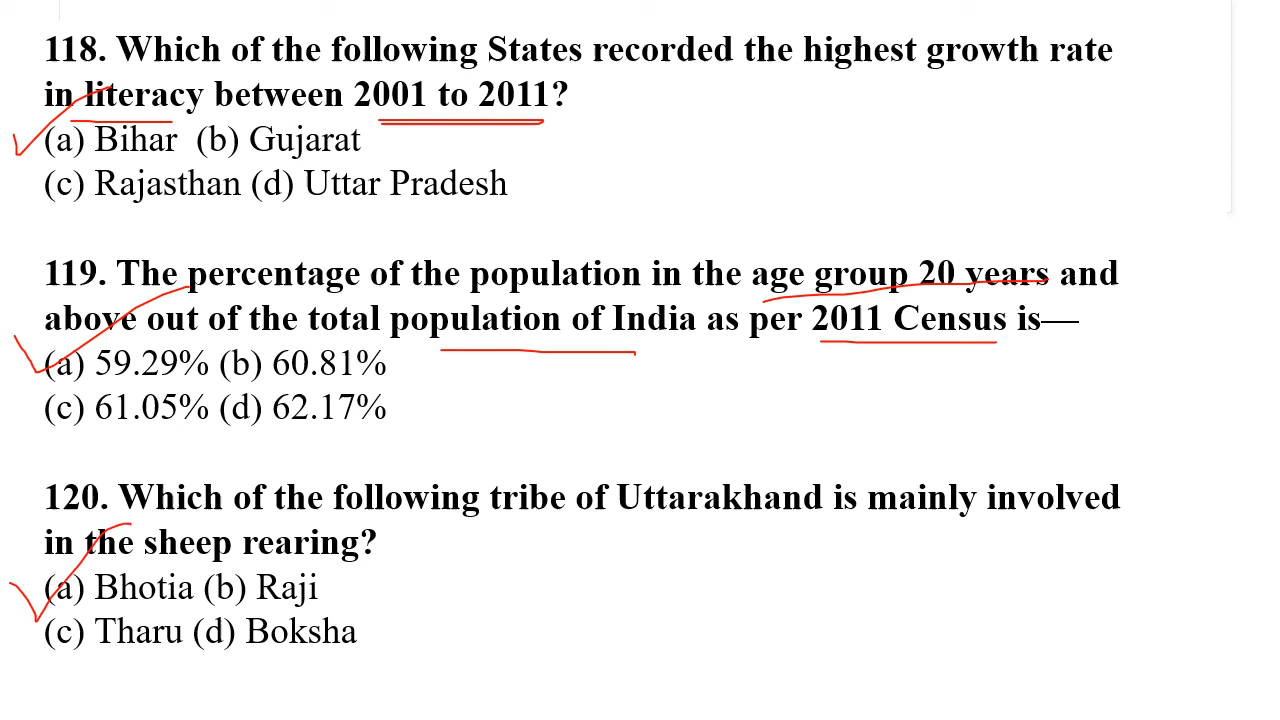 118. Which of the following States recorded the highest growth rate
in literacy between 2001 to 2011?
(a) Bihar (b) Gujarat
(c) Rajasthan (d) Uttar Pradesh
119. The percentage of the population in the age group 20 years and
above out of the total population of India as per 2011 Census is—
(a) 59.29% (b) 60.81%
(c) 61.05% (d) 62.17%
120. Which of the following tribe of Uttarakhand is mainly involved
in the sheep rearing?
(a) Bhotia (b) Raji
(c) Tharu (d) Boksha